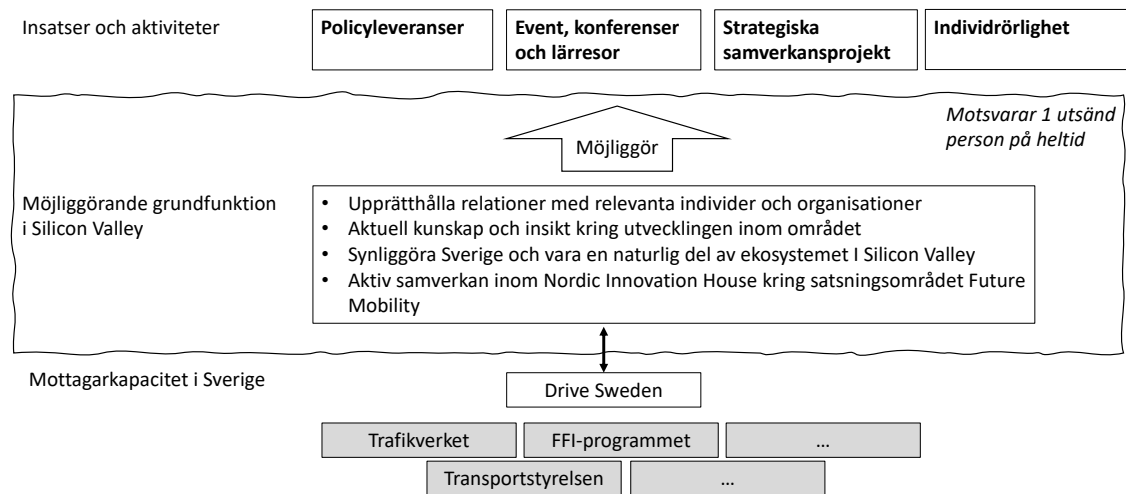 Insatser och aktiviteter
Policyleveranser
Event, konferenser
och lärresor
Strategiska
samverkansprojekt
Individrörlighet
Motsvarar 1 utsänd
person på heltid
Möjliggör
Möjliggörande grundfunktion
i Silicon Valley
• Upprätthålla relationer med relevanta individer och organisationer
• Aktuell kunskap och insikt kring utvecklingen inom området
• Synliggöra Sverige och vara en naturlig del av ekosystemet I Silicon Valley
• Aktiv samverkan inom Nordic Innovation House kring satsningsområdet Future
Mobility
Mottagarkapacitet i Sverige
Drive Sweden
Trafikverket
FFI-programmet
...
Transportstyrelsen
...